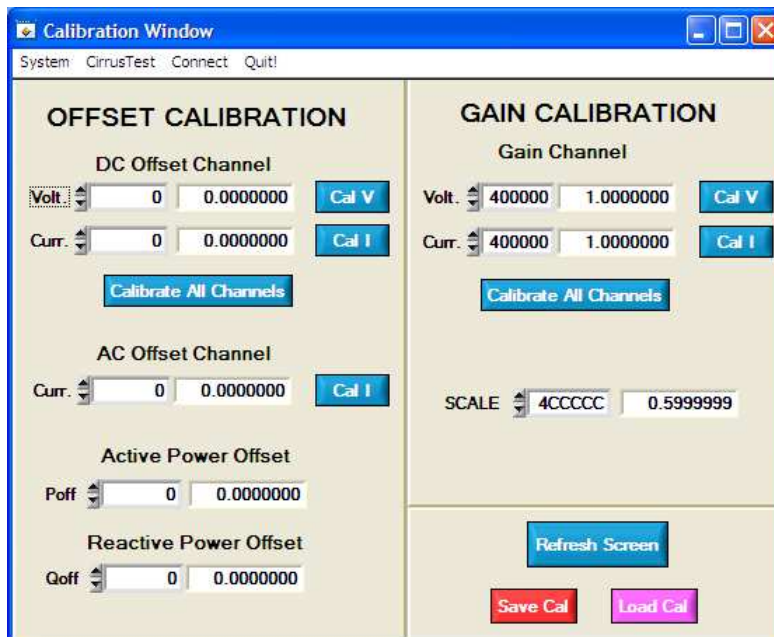 Calibration Window
System CirrusTest Connect Quit!
OFFSET CALIBRATION
DC Offset Channel
Volt. 0 0.0000000 Cal V
Curr. 0 0.0000000 Cal I
Calibrate All Channels
AC Offset Channel
Curr. 0 0.0000000 Cal I
Active Power Offset
Poff 0 0.0000000
Reactive Power Offset
Qoff 0 0.0000000
GAIN CALIBRATION
Gain Channel
Volt. 400000 1.0000000 Cal V
Curr. 400000 1.0000000 Cal I
Calibrate All Channels
SCALE 4CCCCC 0.5999999
Refresh Screen
Save Cal Load Cal